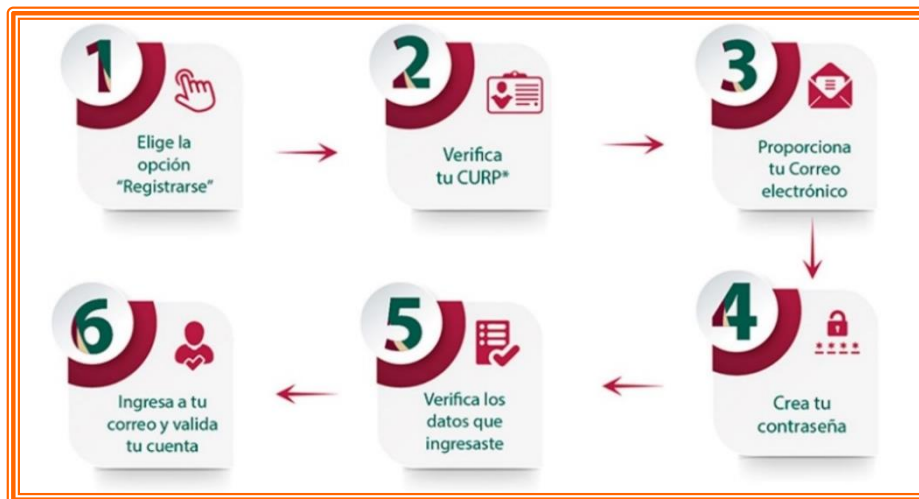 1
Elige la
opción
"Registrarse"
2
Verifica
tu CURP*
3
Proporciona
tu Correo
electrónico
4
* * * *
Crea tu
contraseña
5
Verifica los
datos que
ingresaste
6
Ingresa a tu
correo y valida
tu cuenta